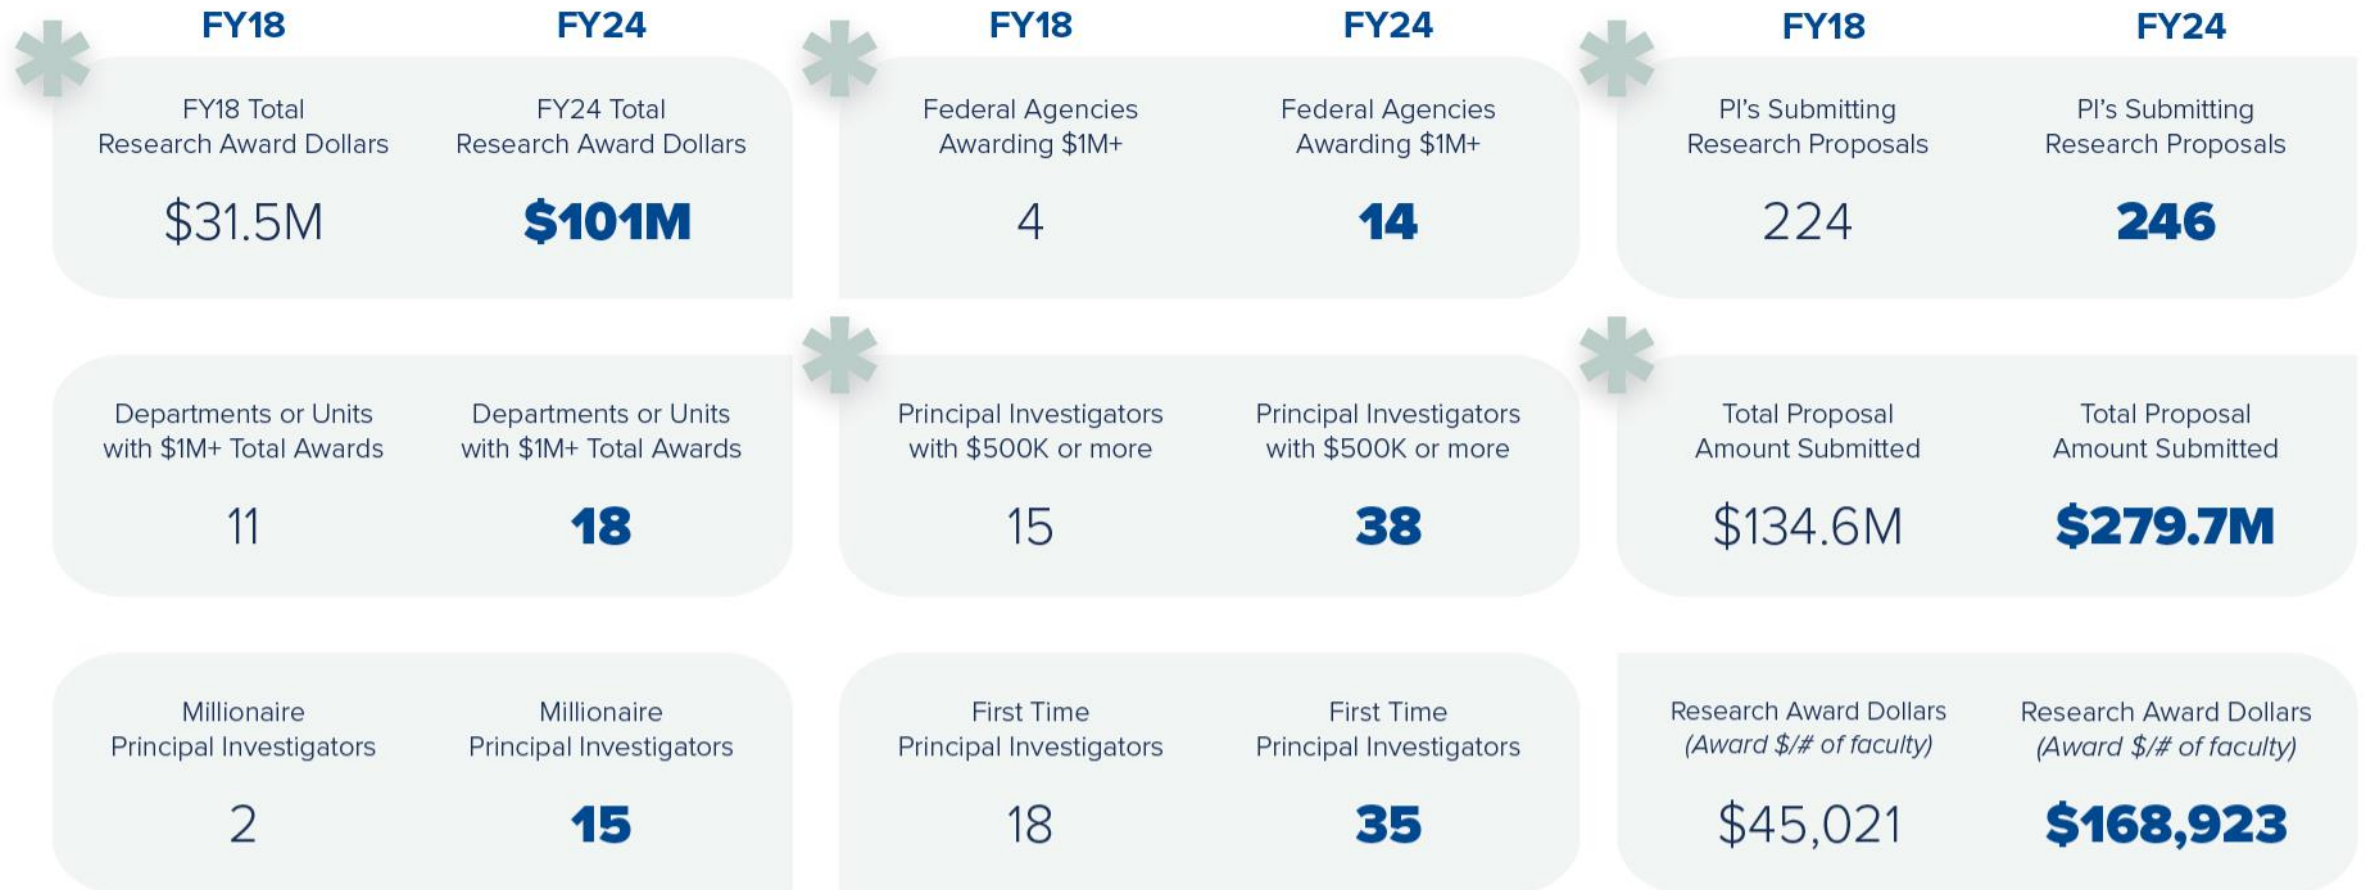 FY18 FY24 FY18 FY24 FY18 FY24
FY18 Total
Research Award Dollars
$31.5M
FY24 Total
Research Award Dollars
$101M
Federal Agencies
Awarding $1M+
4
Federal Agencies
Awarding $1M+
14
PI's Submitting
Research Proposals
224
PI's Submitting
Research Proposals
246
Departments or Units
with $1M+ Total Awards
11
Departments or Units
with $1M+ Total Awards
18
Principal Investigators
with $500K or more
15
Principal Investigators
with $500K or more
38
Total Proposal
Amount Submitted
$134.6M
Total Proposal
Amount Submitted
$279.7M
Millionaire
Principal Investigators
2
Millionaire
Principal Investigators
15
First Time
Principal Investigators
18
First Time
Principal Investigators
35
Research Award Dollars
(Award $/# of faculty)
$45,021
Research Award Dollars
(Award $/# of faculty)
$168,923